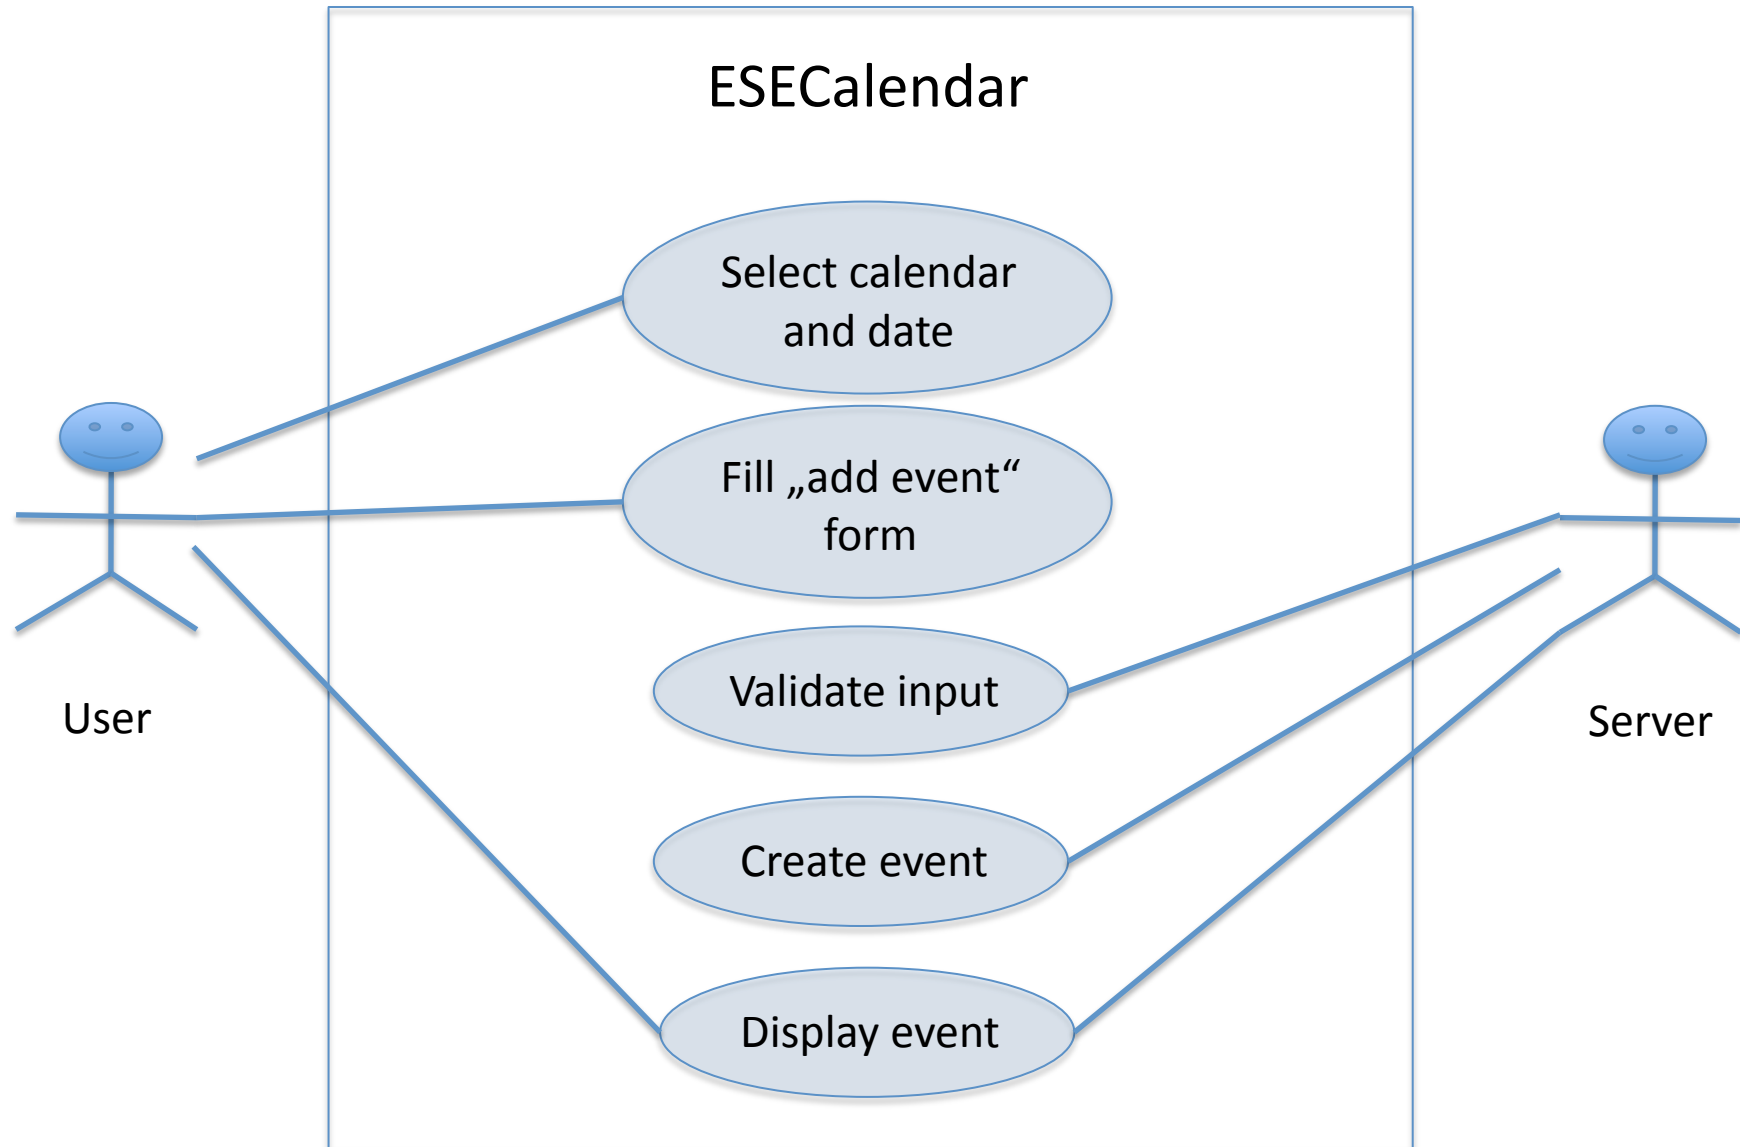 ESECalendar
Select calendar
and date
Fill „add event“
form
Validate input
User
Server
Create event
Display event